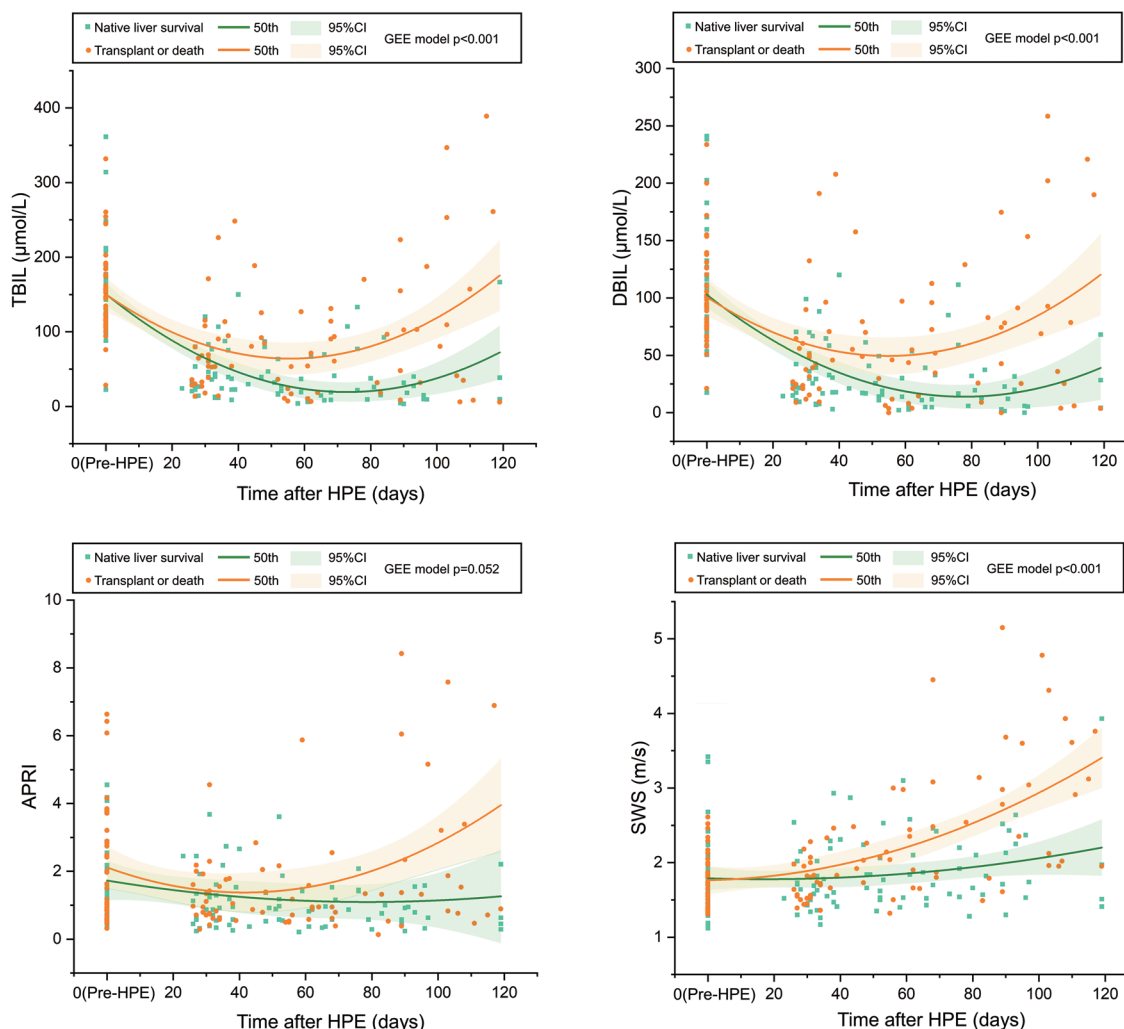 Native liver survival 50th 95%CI GEE model p<0.001
Transplant or death 50th 95%CI
TBIL (μmol/L)
400
300
200
100
0
0(Pre-HPE) 20 40 60 80 100 120
Time after HPE (days)
Native liver survival 50th 95%CI GEE model p<0.001
Transplant or death 50th 95%CI
DBIL (μmol/L)
300
250
200
150
100
50
0
0(Pre-HPE) 20 40 60 80 100 120
Time after HPE (days)
Native liver survival 50th 95%CI GEE model p=0.052
Transplant or death 50th 95%CI
APRI
10
8
6
4
2
0
0(Pre-HPE) 20 40 60 80 100 120
Time after HPE (days)
Native liver survival 50th 95%CI GEE model p<0.001
Transplant or death 50th 95%CI
SWS (m/s)
5
4
3
2
1
0(Pre-HPE) 20 40 60 80 100 120
Time after HPE (days)